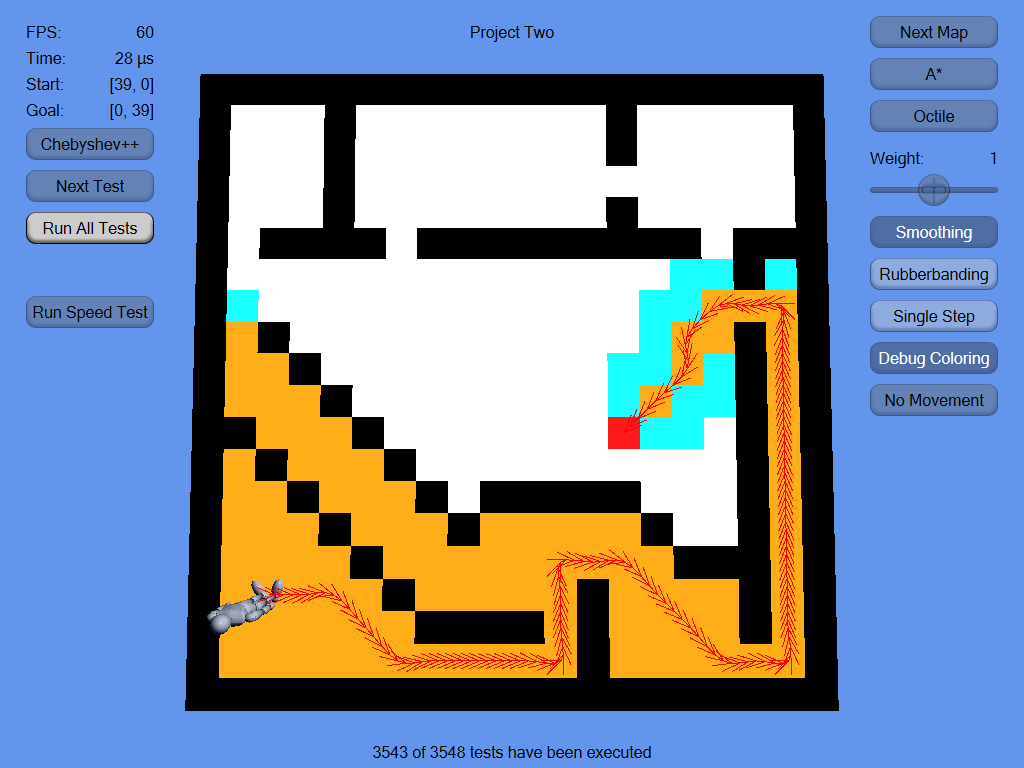 Project Two
FPS: 60
Time: 28 µs
Start: [39, 0]
Goal: [0, 39]
Chebyshev++
Next Test
Run All Tests
Run Speed Test
Next Map
A*
Octile
Weight: 1
Smoothing
Rubberbanding
Single Step
Debug Coloring
No Movement
3543 of 3548 tests have been executed